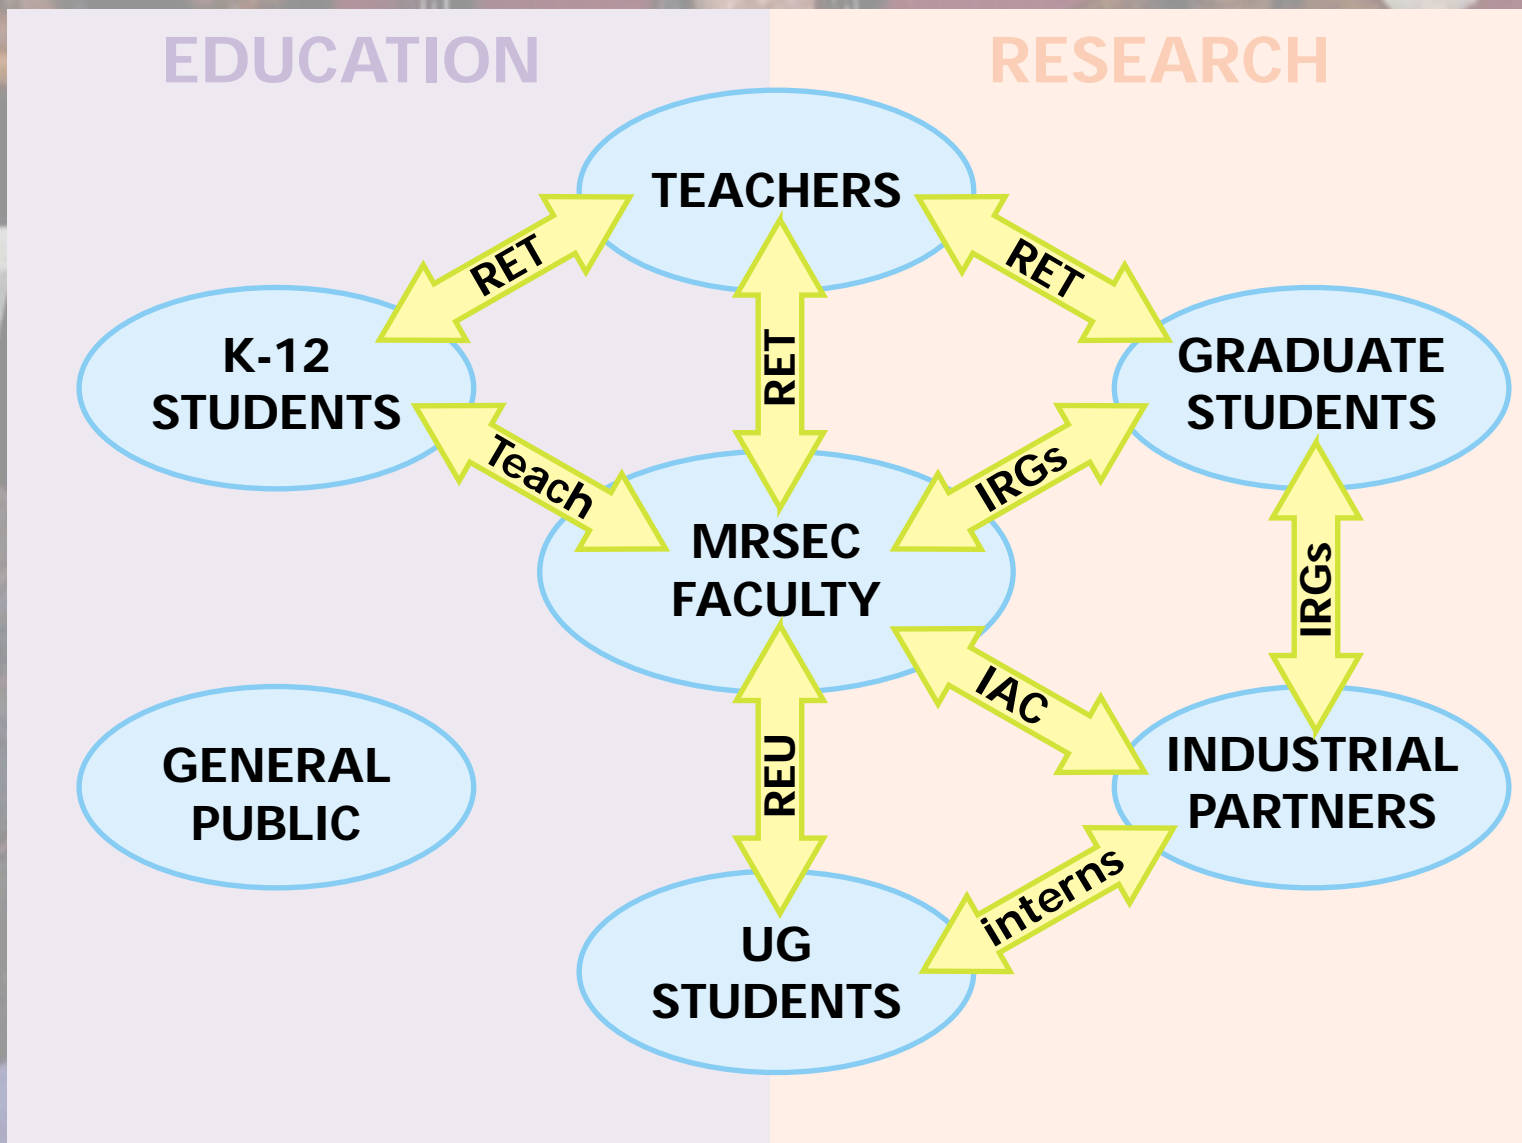 EDUCATION
RESEARCH
TEACHERS
RET
RET
RET
K-12
STUDENTS
GRADUATE
STUDENTS
Teach
IRGs
MRSEC
FACULTY
IRGs
IAC
REU
GENERAL
PUBLIC
INDUSTRIAL
PARTNERS
interns
UG
STUDENTS